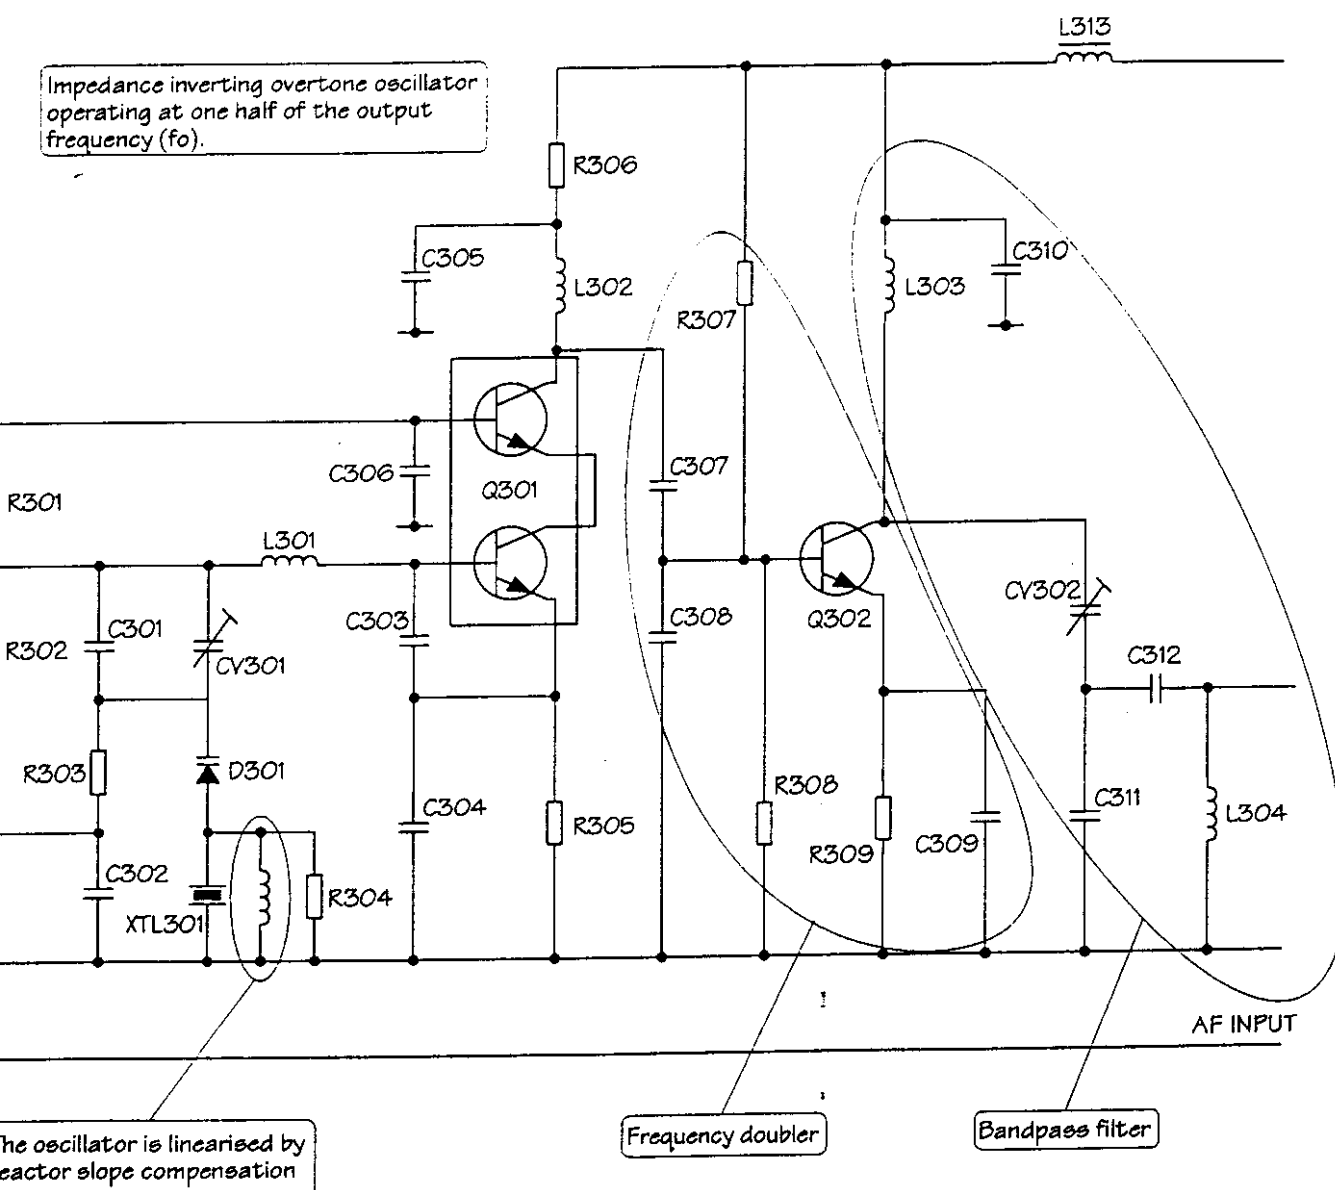 L313
Impedance inverting overtone oscillator
operating at one half of the output
frequency (fo).
R306
C305
L302
C310
L303
R307
C306
Q301
C307
R301
L301
C303
C308
Q302
CV302
R302
C301
CV301
C312
R303
D301
C304
R305
R308
R309
C309
C311
L304
C302
XTL301
R304
AF INPUT
he oscillator is linearised by
eactor slope compensation
Frequency doubler
Bandpass filter